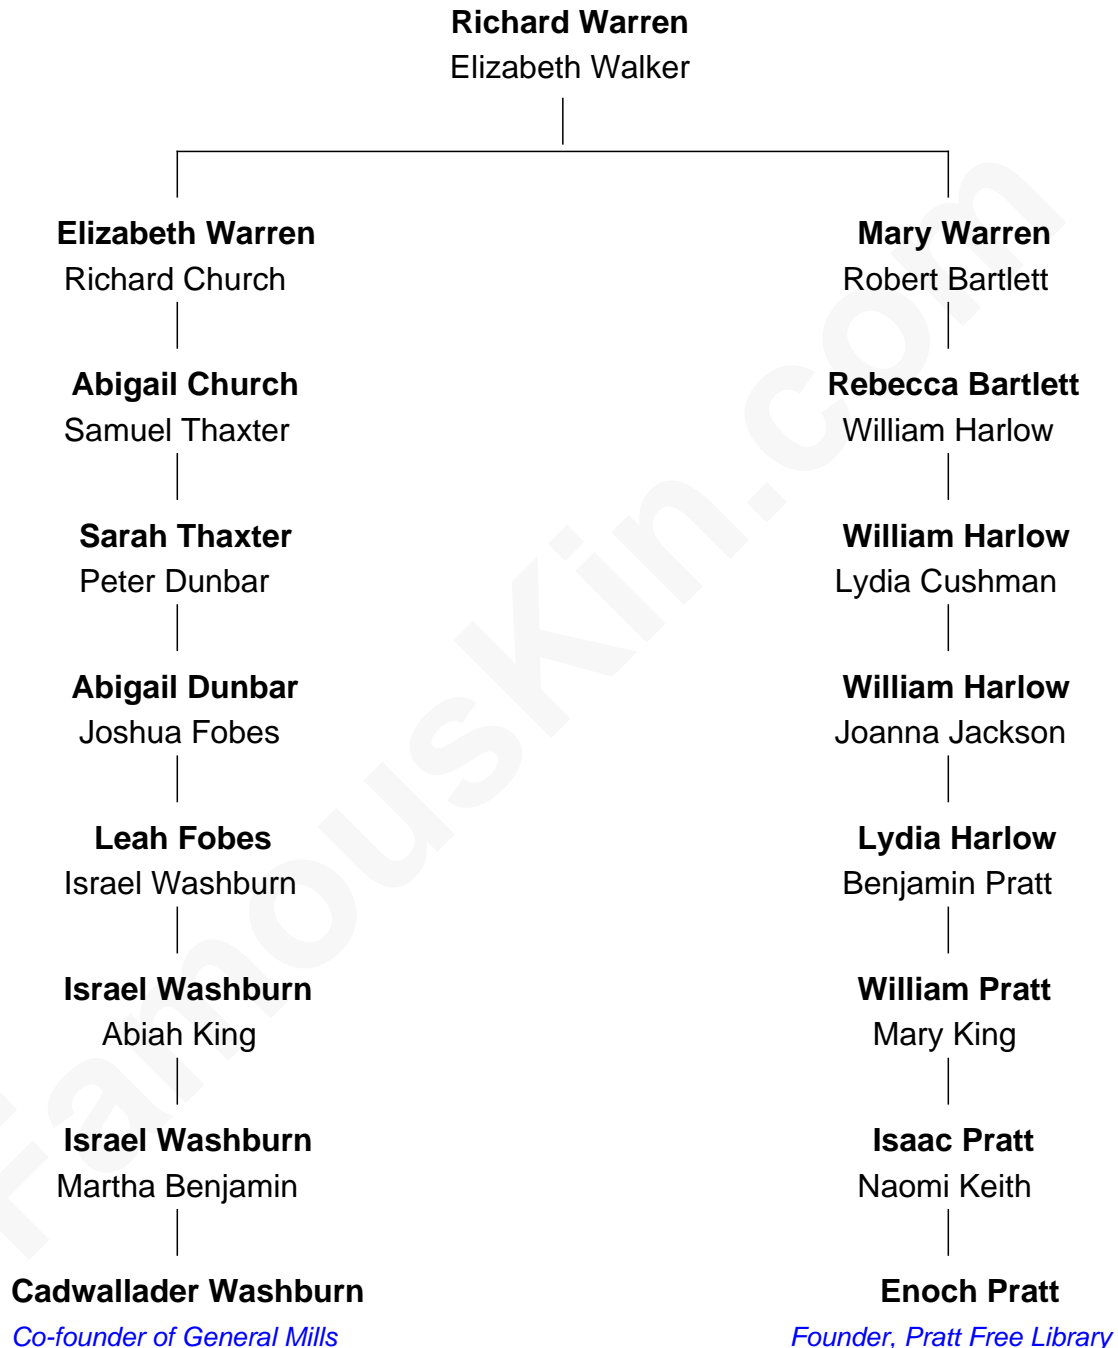 Richard Warren
Elizabeth Walker
Elizabeth Warren
Richard Church
Mary Warren
Robert Bartlett
Abigail Church
Samuel Thaxter
Rebecca Bartlett
William Harlow
Sarah Thaxter
Peter Dunbar
William Harlow
Lydia Cushman
Abigail Dunbar
Joshua Fobes
William Harlow
Joanna Jackson
Leah Fobes
Israel Washburn
Lydia Harlow
Benjamin Pratt
Israel Washburn
Abiah King
William Pratt
Mary King
Israel Washburn
Martha Benjamin
Isaac Pratt
Naomi Keith
Cadwallader Washburn
Co-founder of General Mills
Enoch Pratt
Founder, Pratt Free Library
FamousKin.com